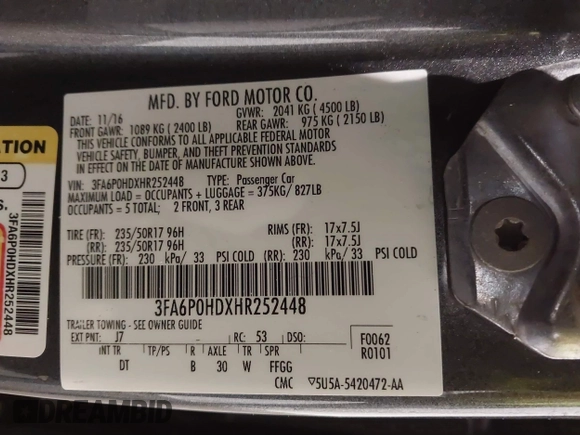 MFD. BY FORD MOTOR CO.
DATE: 11/16 GVWR: 2041 KG ( 4500 LB)
FRONT GAWR: 1089 KG ( 2400 LB) REAR GAWR: 975 KG ( 2150 LB)
THIS VEHICLE CONFORMS TO ALL APPLICABLE FEDERAL MOTOR
VEHICLE SAFETY, BUMPER, AND THEFT PREVENTION STANDARDS
IN EFFECT ON THE DATE OF MANUFACTURE SHOWN ABOVE.
VIN: 3FA6P0HDXHR252448 TYPE: Passenger Car
MAXIMUM LOAD = OCCUPANTS + LUGGAGE = 375KG/ 827LB
OCCUPANTS = 5 TOTAL; 2 FRONT, 3 REAR
TIRE (FR): 235/50R17 96H RIMS (FR): 17x7.5J
(RR): 235/50R17 96H (RR): 17x7.5J
PRESSURE (FR): 230 kPa/ 33 PSI COLD (RR): 230 kPa/ 33 PSI COLD
3FA6P0HDXHR252448
TRAILER TOWING - SEE OWNER GUIDE
EXT PNT: J7 RC: 53 DSO: F0062
INT TR TP/PS R AXLE TR SPR R0101
DT B 30 W FFGG
CMC ▽5U5A-5420472-AA
ATION
3
S.
3FA6P0HDXHR252448
DREAMBID